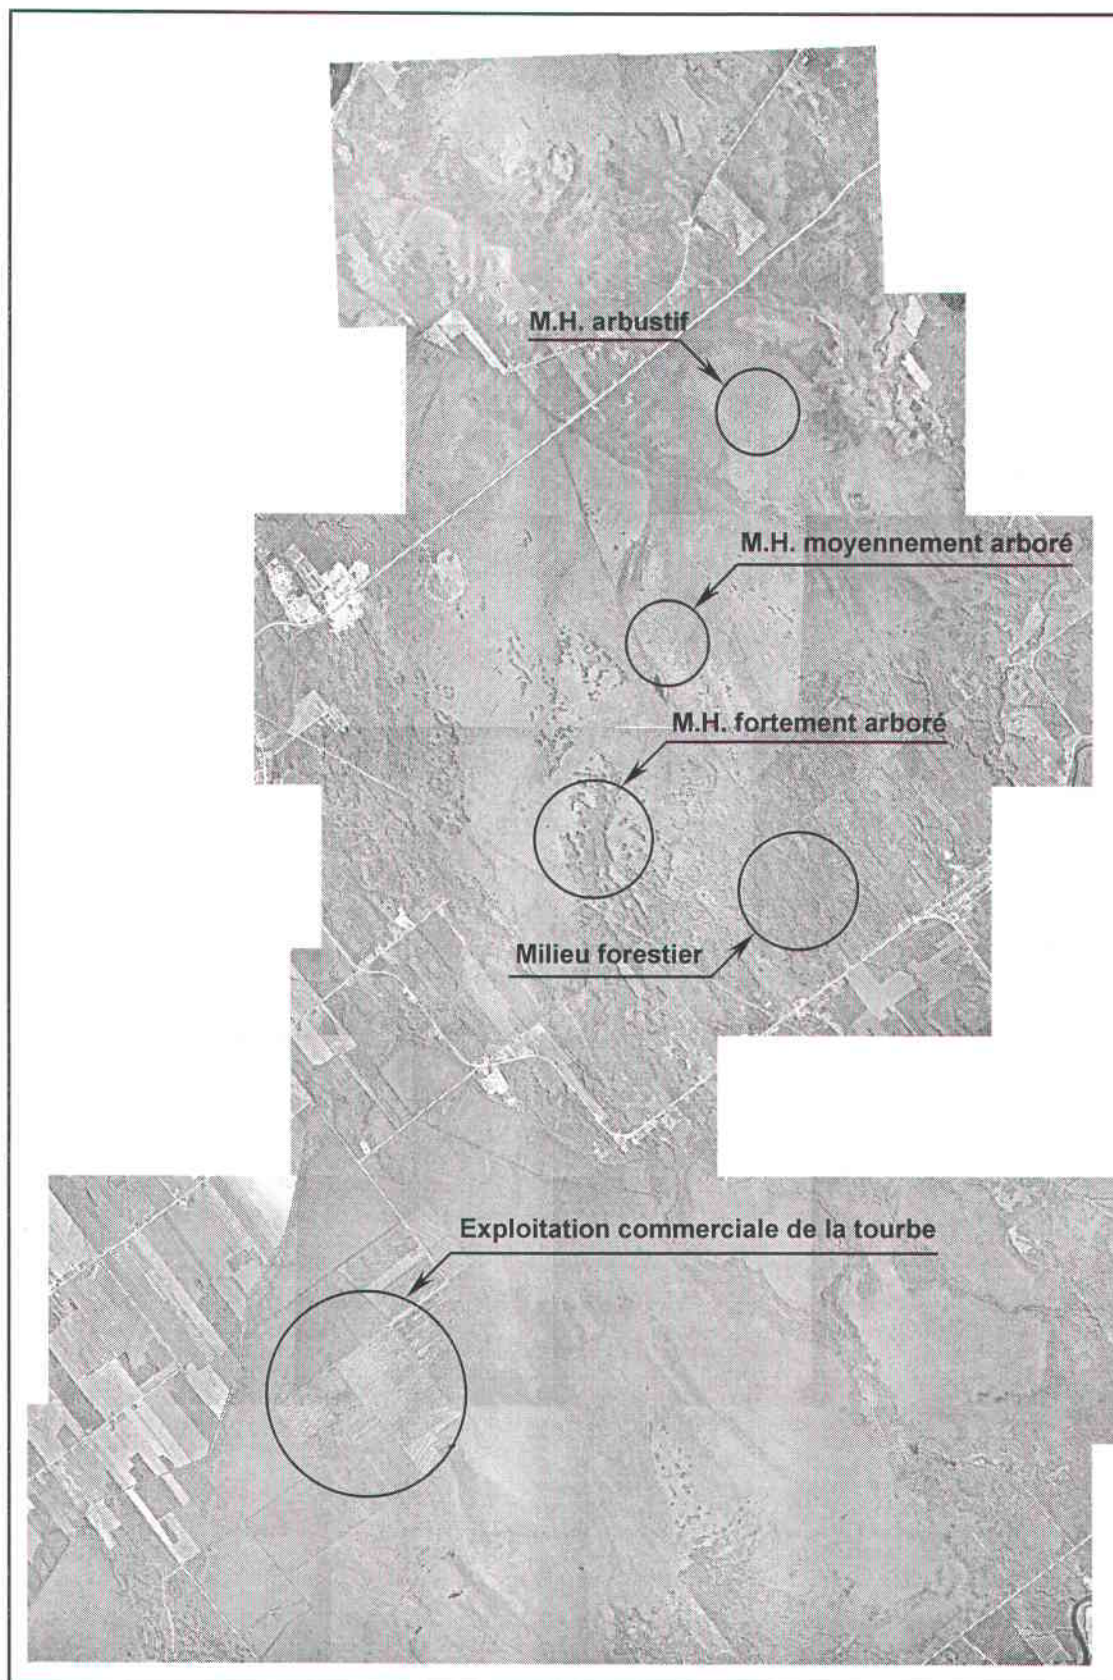 M.H. arbustif
M.H. moyennement arboré
M.H. fortement arboré
Milieu forestier
Exploitation commerciale de la tourbe